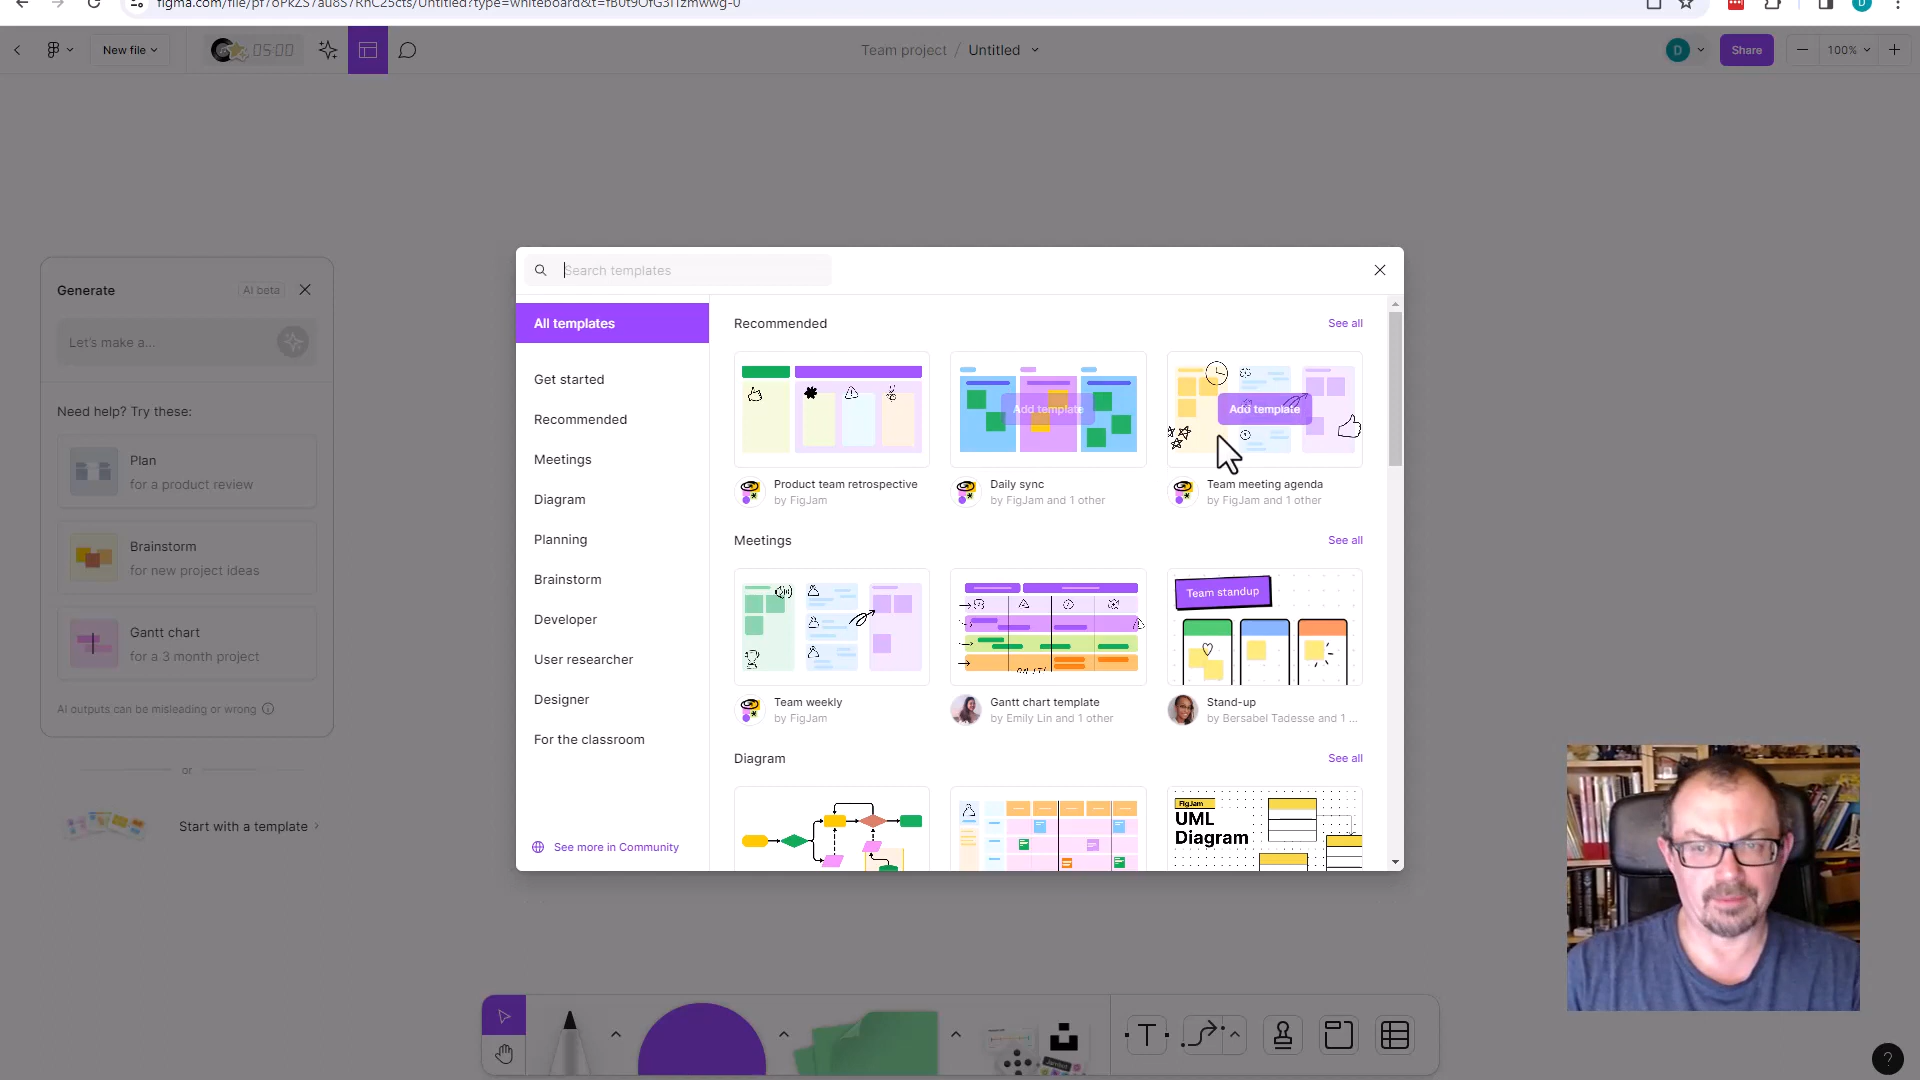 New file
05:00
Team project / Untitled
D
Share
100%
Generate
AI beta
Let's make a...
Need help? Try these:
Plan
for a product review
Brainstorm
for new project ideas
Gantt chart
for a 3 month project
AI outputs can be misleading or wrong
or
Start with a template
Search templates
All templates
Get started
Recommended
Meetings
Diagram
Planning
Brainstorm
Developer
User researcher
Designer
For the classroom
See more in Community
Recommended
See all
Add template
Add template
Product team retrospective
by FigJam
Daily sync
by FigJam and 1 other
Team meeting agenda
by FigJam and 1 other
Meetings
See all
Team standup
Team weekly
by FigJam
Gantt chart template
by Emily Lin and 1 other
Stand-up
by Bersabel Tadesse and 1 ...
Diagram
See all
FigJam
UML
Diagram
T
?